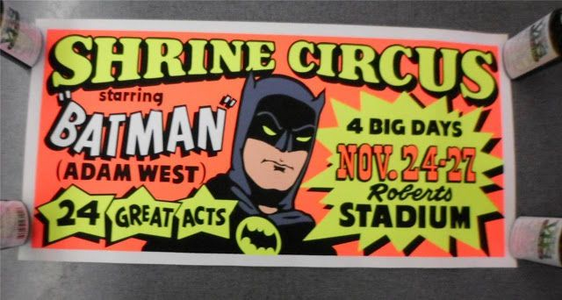 SHRINE CIRCUS
starring
"BATMAN"
(ADAM WEST)
24 GREAT ACTS
4 BIG DAYS
NOV. 24-27
Roberts
STADIUM